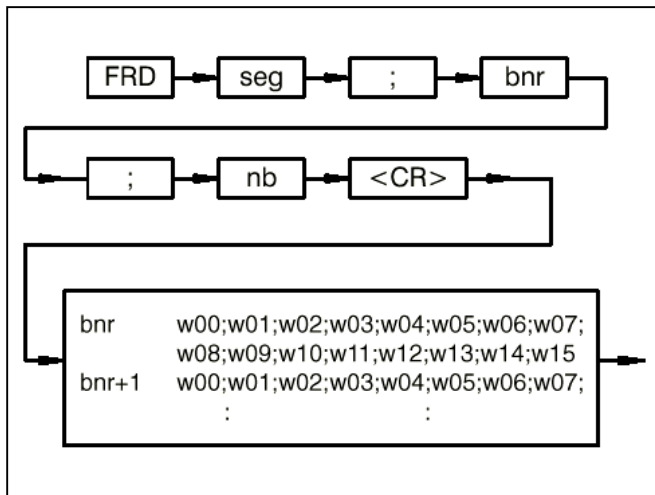 FRD seg ; bnr
; nb <CR>
bnr w00;w01;w02;w03;w04;w05;w06;w07;
w08;w09;w10;w11;w12;w13;w14;w15
bnr+1 w00;w01;w02;w03;w04;w05;w06;w07;
: :